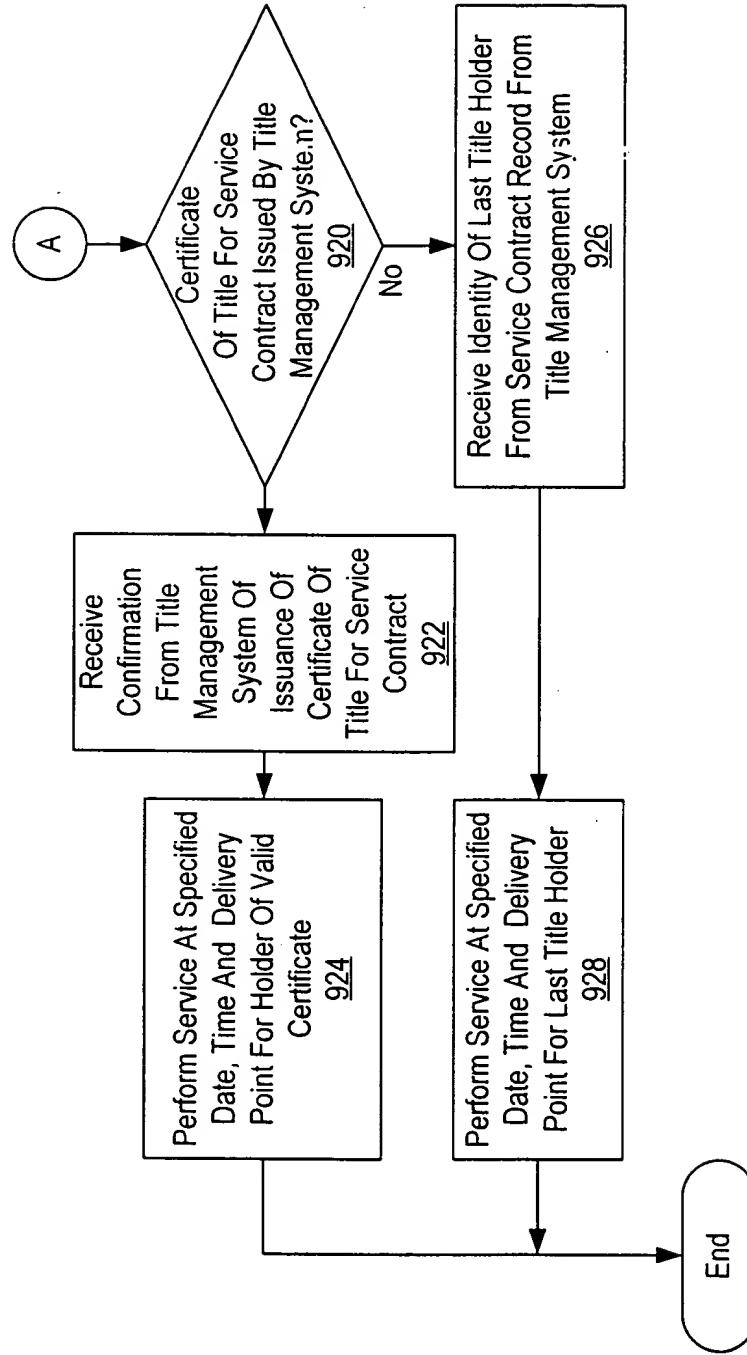 A
Certificate
Of Title For Service
Contract Issued By Title
Management System?
920
No
Receive
Confirmation
From Title
Management
System Of
Issuance Of
Certificate Of
Title For Service
Contract
922
Perform Service At Specified
Date, Time And Delivery
Point For Holder Of Valid
Certificate
924
Receive Identity Of Last Title Holder
From Service Contract Record From
Title Management System
926
Perform Service At Specified
Date, Time And Delivery
Point For Last Title Holder
928
End